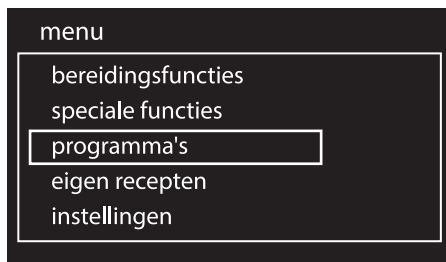 menu
bereidingsfuncties
speciale functies
programma's
eigen recepten
instellingen